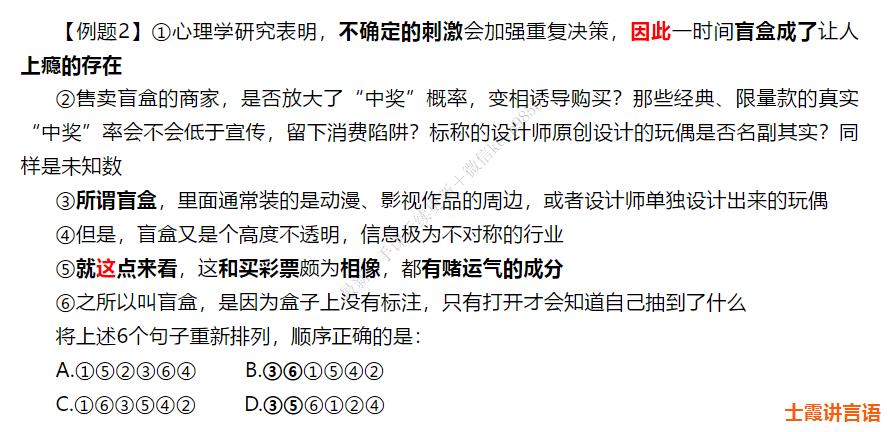 【例题2】①心理学研究表明，不确定的刺激会加强重复决策，因此一时间盲盒成了让人
上瘾的存在
②售卖盲盒的商家，是否放大了“中奖”概率，变相诱导购买？那些经典、限量款的真实
“中奖”率会不会低于宣传，留下消费陷阱？标称的设计师原创设计的玩偶是否名副其实？同
样是未知数
③所谓盲盒，里面通常装的是动漫、影视作品的周边，或者设计师单独设计出来的玩偶
④但是，盲盒又是个高度不透明，信息极为不对称的行业
⑤就这点来看，这和买彩票颇为相像，都有赌运气的成分
⑥之所以叫盲盒，是因为盒子上没有标注，只有打开才会知道自己抽到了什么
将上述6个句子重新排列，顺序正确的是：
A.①⑤②③⑥④ B.③⑥①⑤④②
C.①⑥③⑤④② D.③⑤⑥①②④
士霞讲言语